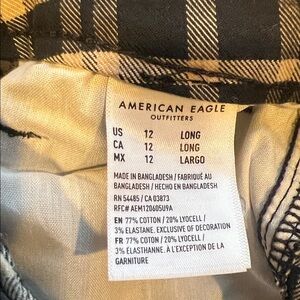 AMERICAN EAGLE
OUTFITTERS
US 12 LONG
CA 12 LONG
MX 12 LARGO
MADE IN BANGLADESH / FABRIQUÉ AU
BANGLADESH / HECHO EN BANGLADESH
RN 54485 / CA 03873
RFC# AEM120605U9A
EN 77% COTTON / 20% LYOCELL /
3% ELASTANE. EXCLUSIVE OF DECORATION
FR 77% COTON / 20% LYOCELL /
3% ÉLASTHANNE. À L'EXCEPTION DE LA
GARNITURE